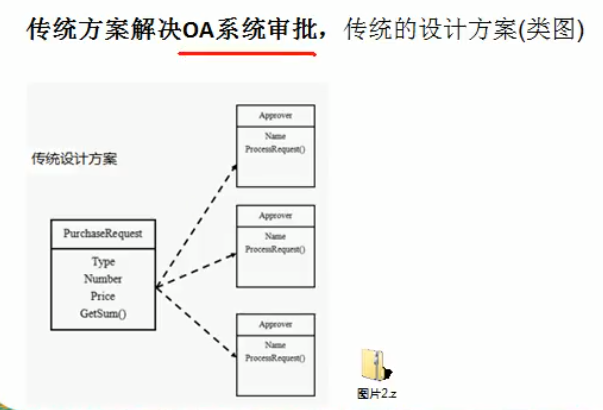 传统方案解决OA系统审批，传统的设计方案(类图)
传统设计方案
Approver
Name
ProcessRequest()
PurchaseRequest
Type
Number
Price
GetSum()
Approver
Name
ProcessRequest()
Approver
Name
ProcessRequest()
图片2.z